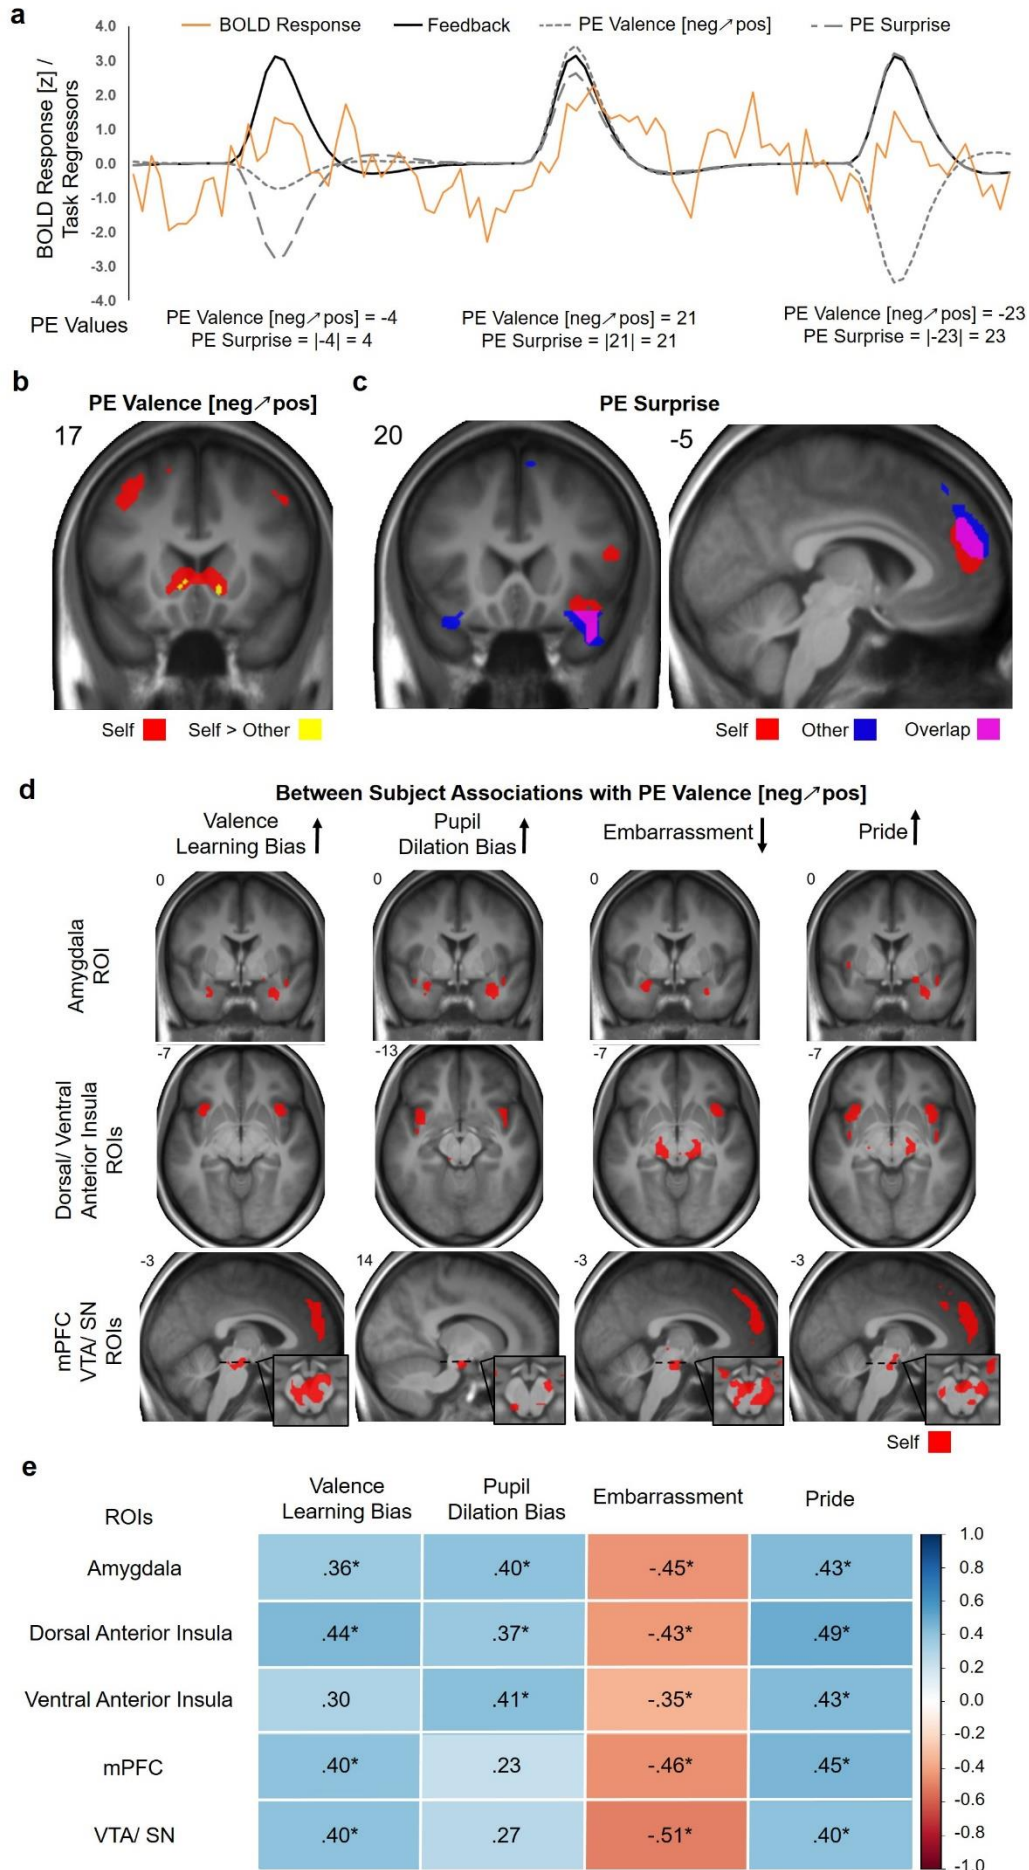 a
BOLD Response Feedback PE Valence [neg↗pos] PE Surprise
BOLD Response [z] /
Task Regressors
4.0
3.0
2.0
1.0
0.0
-1.0
-2.0
-3.0
-4.0
PE Values
PE Valence [neg↗pos] = -4
PE Surprise = |-4| = 4
PE Valence [neg↗pos] = 21
PE Surprise = |21| = 21
PE Valence [neg↗pos] = -23
PE Surprise = |-23| = 23
b
PE Valence [neg↗pos]
17
Self Self > Other
c
PE Surprise
20
-5
Self Other Overlap
d
Between Subject Associations with PE Valence [neg↗pos]
Valence
Learning Bias ↑
Pupil
Dilation Bias ↑
Embarrassment ↓
Pride ↑
Amygdala
ROI
0 0 0 0
Dorsal/ Ventral
Anterior Insula
ROIs
-7 -13 -7 -7
mPFC
VTA/ SN
ROIs
-3 14 -3 -3
Self
e
ROIs
Valence
Learning Bias
Pupil
Dilation Bias
Embarrassment
Pride
Amygdala .36* .40* -.45* .43*
Dorsal Anterior Insula .44* .37* -.43* .49*
Ventral Anterior Insula .30 .41* -.35* .43*
mPFC .40* .23 -.46* .45*
VTA/ SN .40* .27 -.51* .40*
1.0
0.8
0.6
0.4
0.2
0.0
-0.2
-0.4
-0.6
-0.8
-1.0